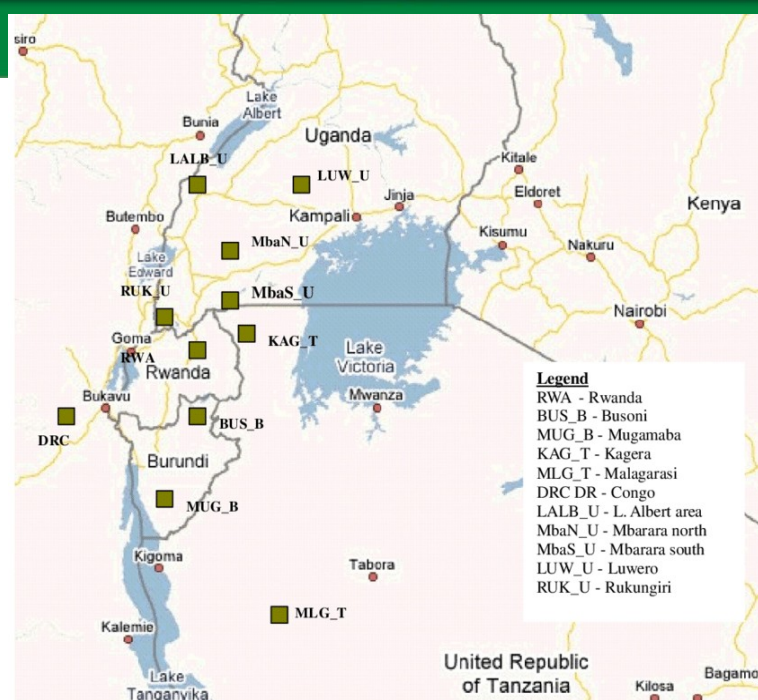 siro
Lake
Albert
Bunia
Uganda
LALB_U
LUW_U
Kitale
Jinja
Eldoret
Kenya
Butembo
Kampali
Kisumu
Nakuru
MbaN_U
Lake
Edward
RUK_U
MbaS_U
Nairobi
Goma
RWA
KAG_T
Lake
Victoria
Rwanda
Bukavu
Mwanza
DRC
BUS_B
Burundi
MUG_B
Legend
RWA - Rwanda
BUS_B - Busoni
MUG_B - Mugamaba
KAG_T - Kagera
MLG_T - Malagarasi
DRC DR - Congo
LALB_U - L. Albert area
MbaN_U - Mbarara north
MbaS_U - Mbarara south
LUW_U - Luwero
RUK_U - Rukungiri
Kigoma
Tabora
MLG_T
Kalemie
Lake
Tanganyika
United Republic
of Tanzania
Kilosa
Bagamo